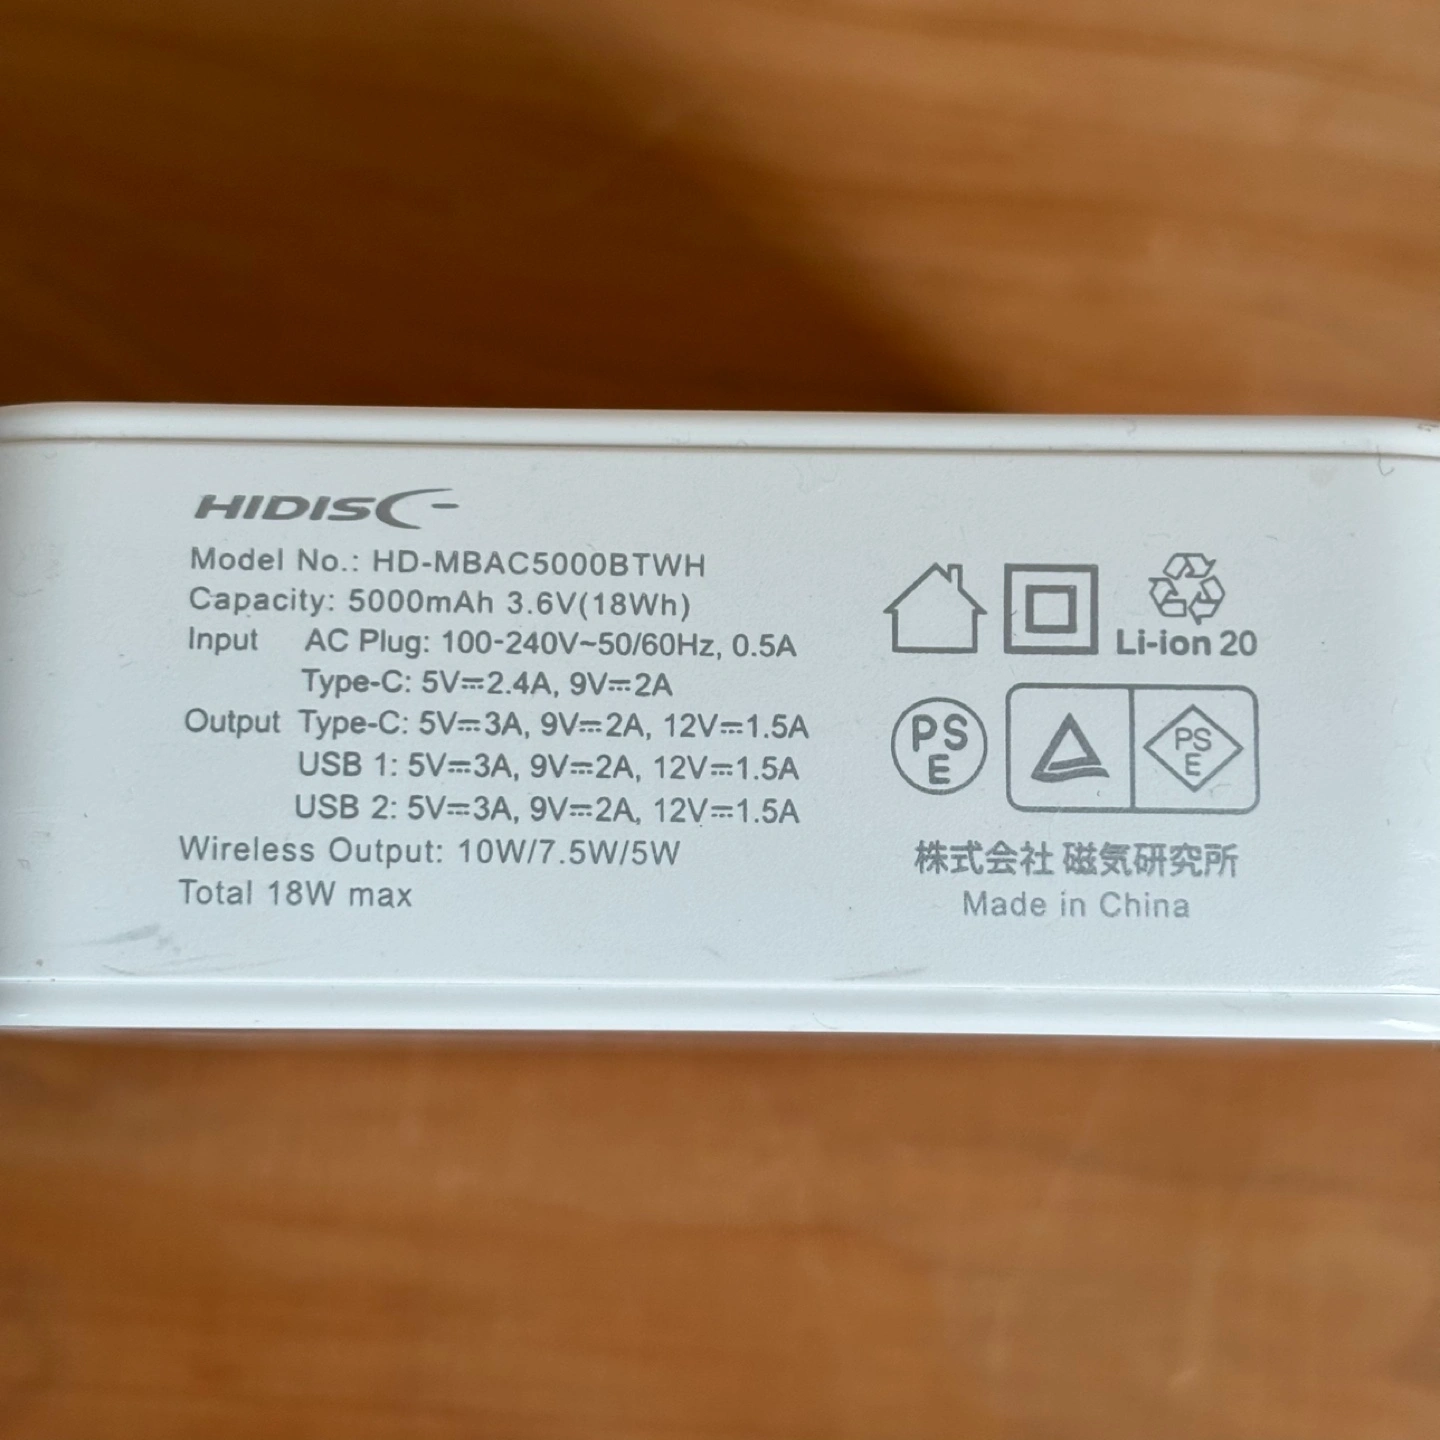 HIDISC
Model No.: HD-MBAC5000BTWH
Capacity: 5000mAh 3.6V(18Wh)
Input AC Plug: 100-240V~50/60Hz, 0.5A
Type-C: 5V⎓2.4A, 9V⎓2A
Output Type-C: 5V⎓3A, 9V⎓2A, 12V⎓1.5A
USB 1: 5V⎓3A, 9V⎓2A, 12V⎓1.5A
USB 2: 5V⎓3A, 9V⎓2A, 12V⎓1.5A
Wireless Output: 10W/7.5W/5W
Total 18W max
Li-ion 20
PS
E
PS
E
株式会社 磁気研究所
Made in China